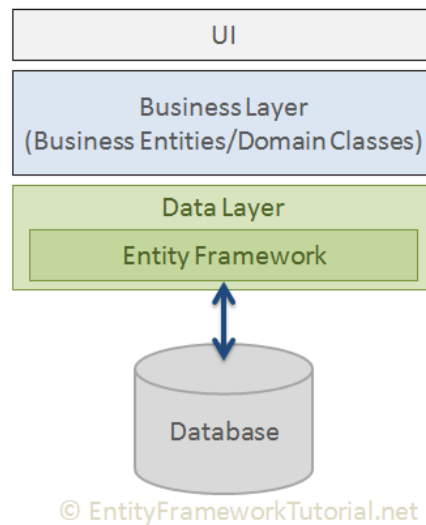 UI
Business Layer
(Business Entities/Domain Classes)
Data Layer
Entity Framework
Database
© EntityFrameworkTutorial.net